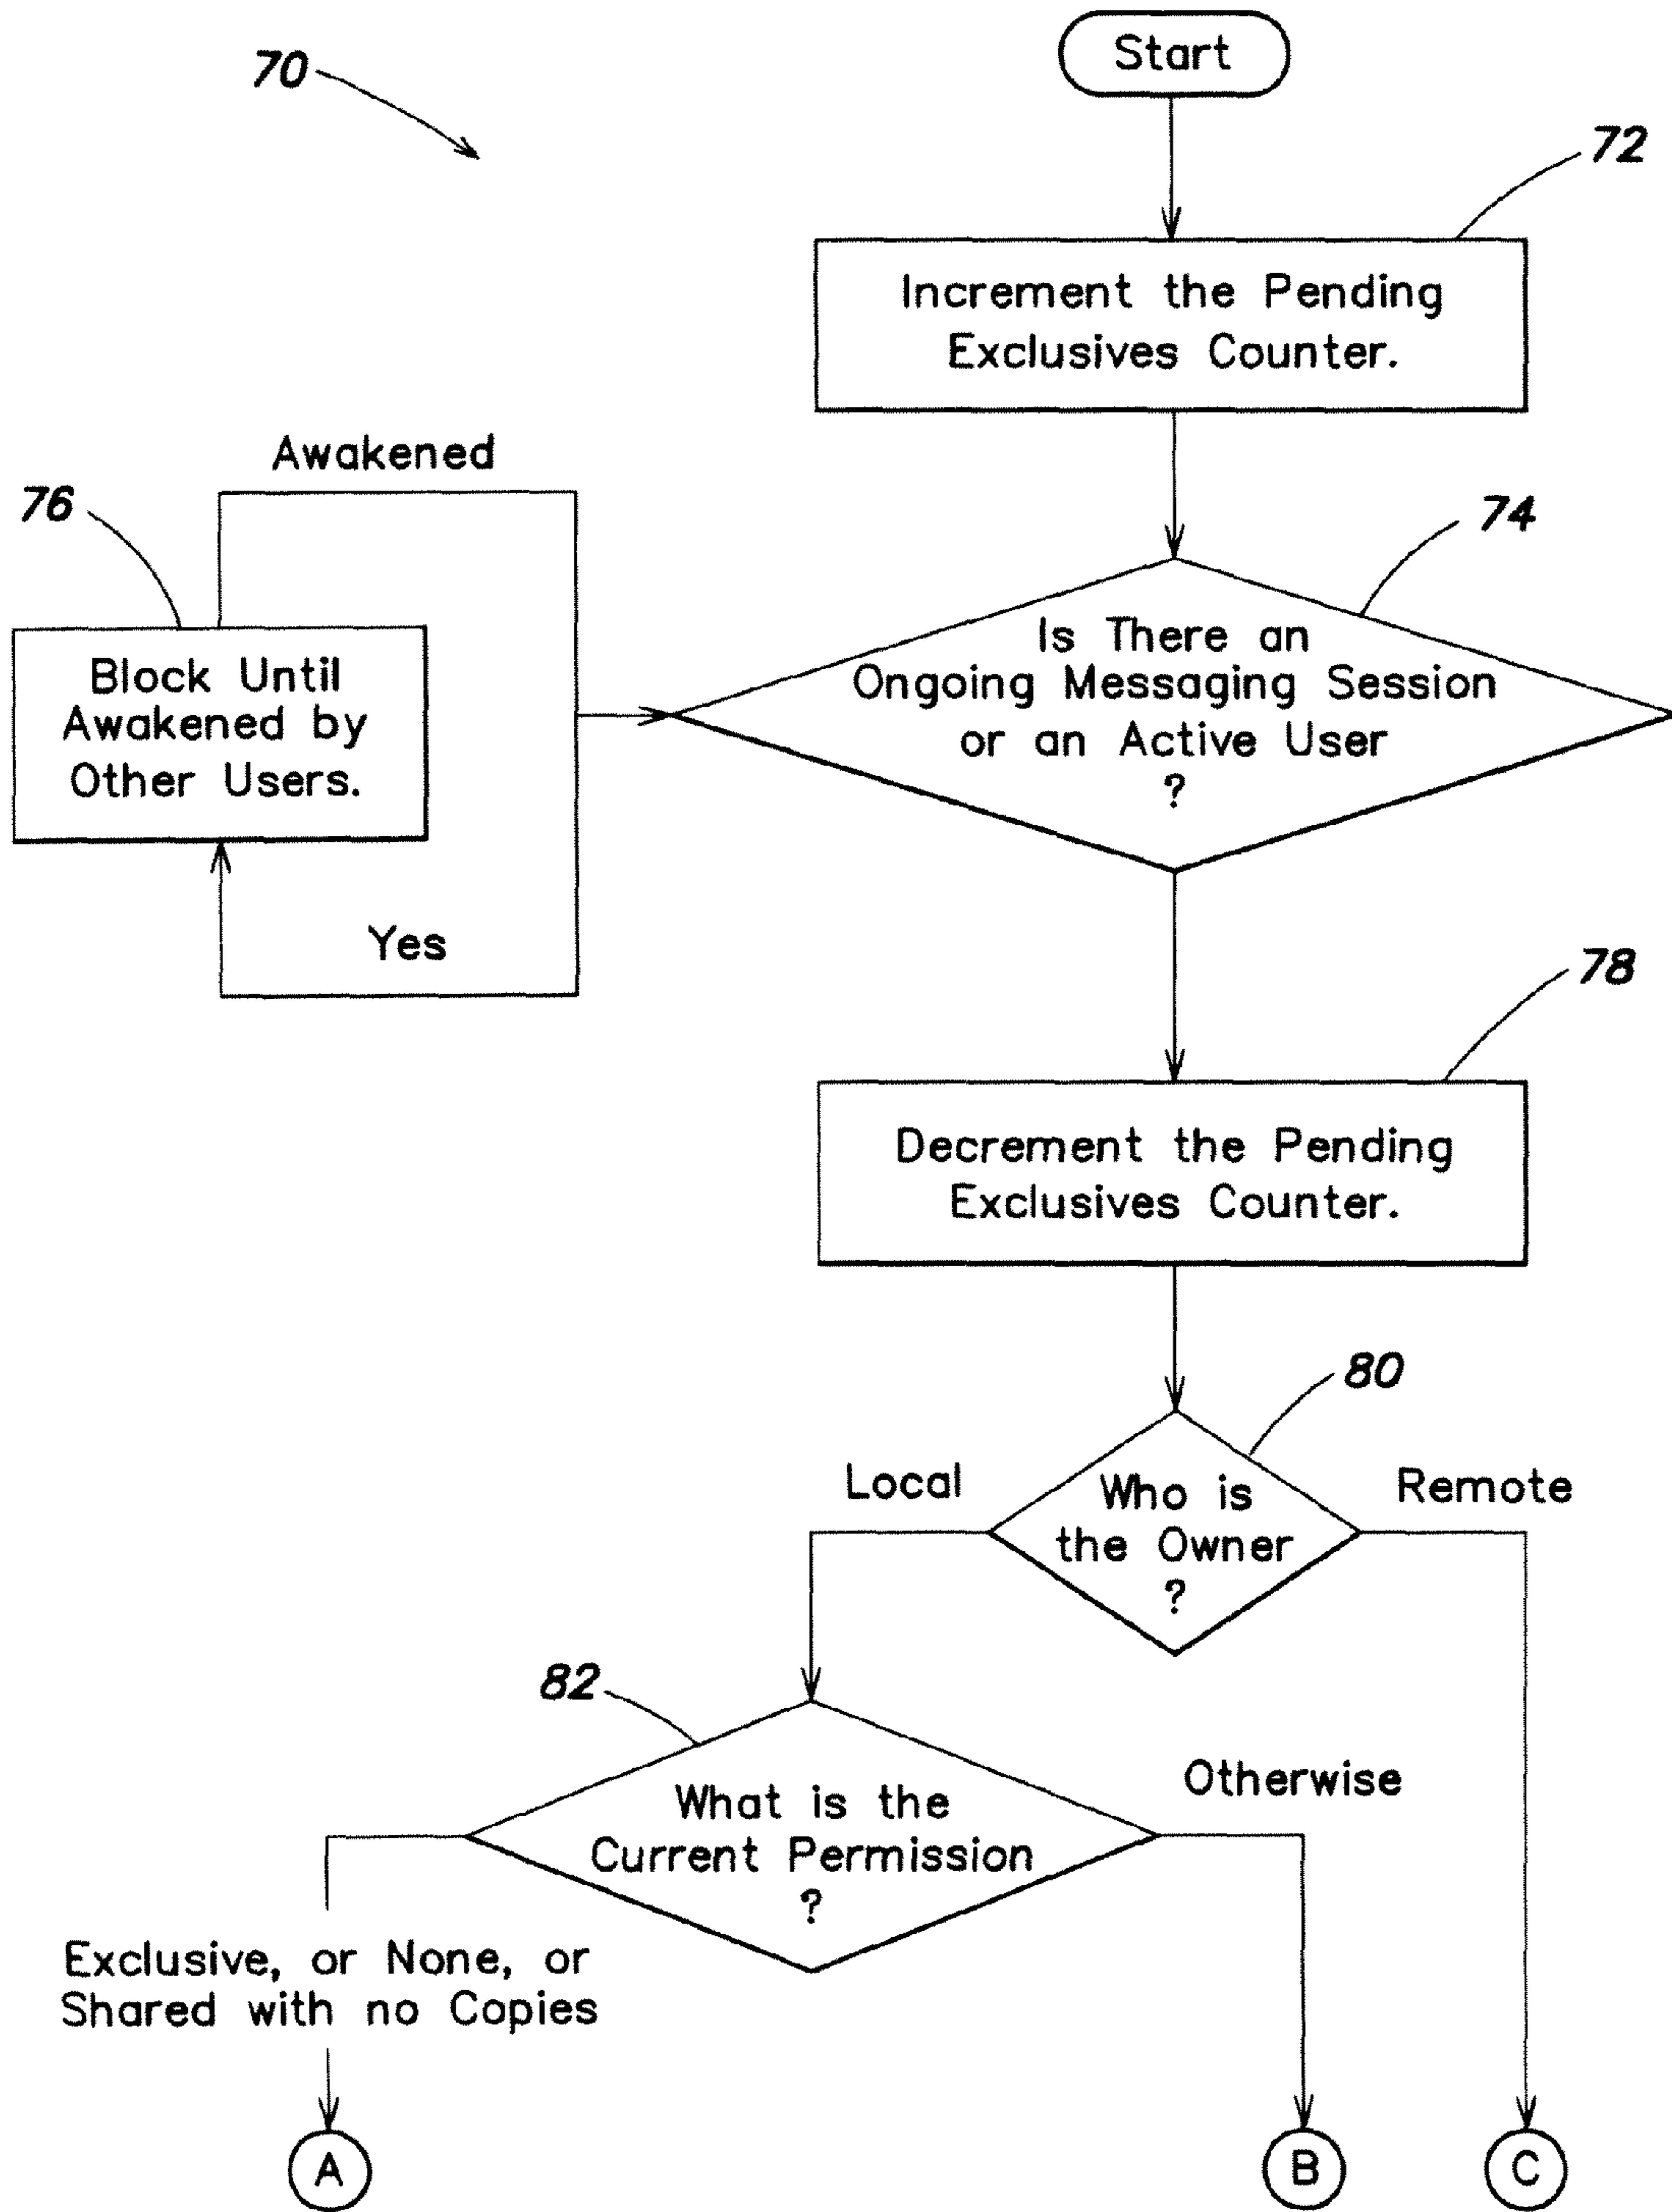 70
Start
72
Increment the Pending
Exclusives Counter.
Awakened
76
74
Block Until
Awakened by
Other Users.
Is There an
Ongoing Messaging Session
or an Active User
?
Yes
78
Decrement the Pending
Exclusives Counter.
80
Local
Who is
the Owner
?
Remote
82
What is the
Current Permission
?
Otherwise
Exclusive, or None, or
Shared with no Copies
A
B
C